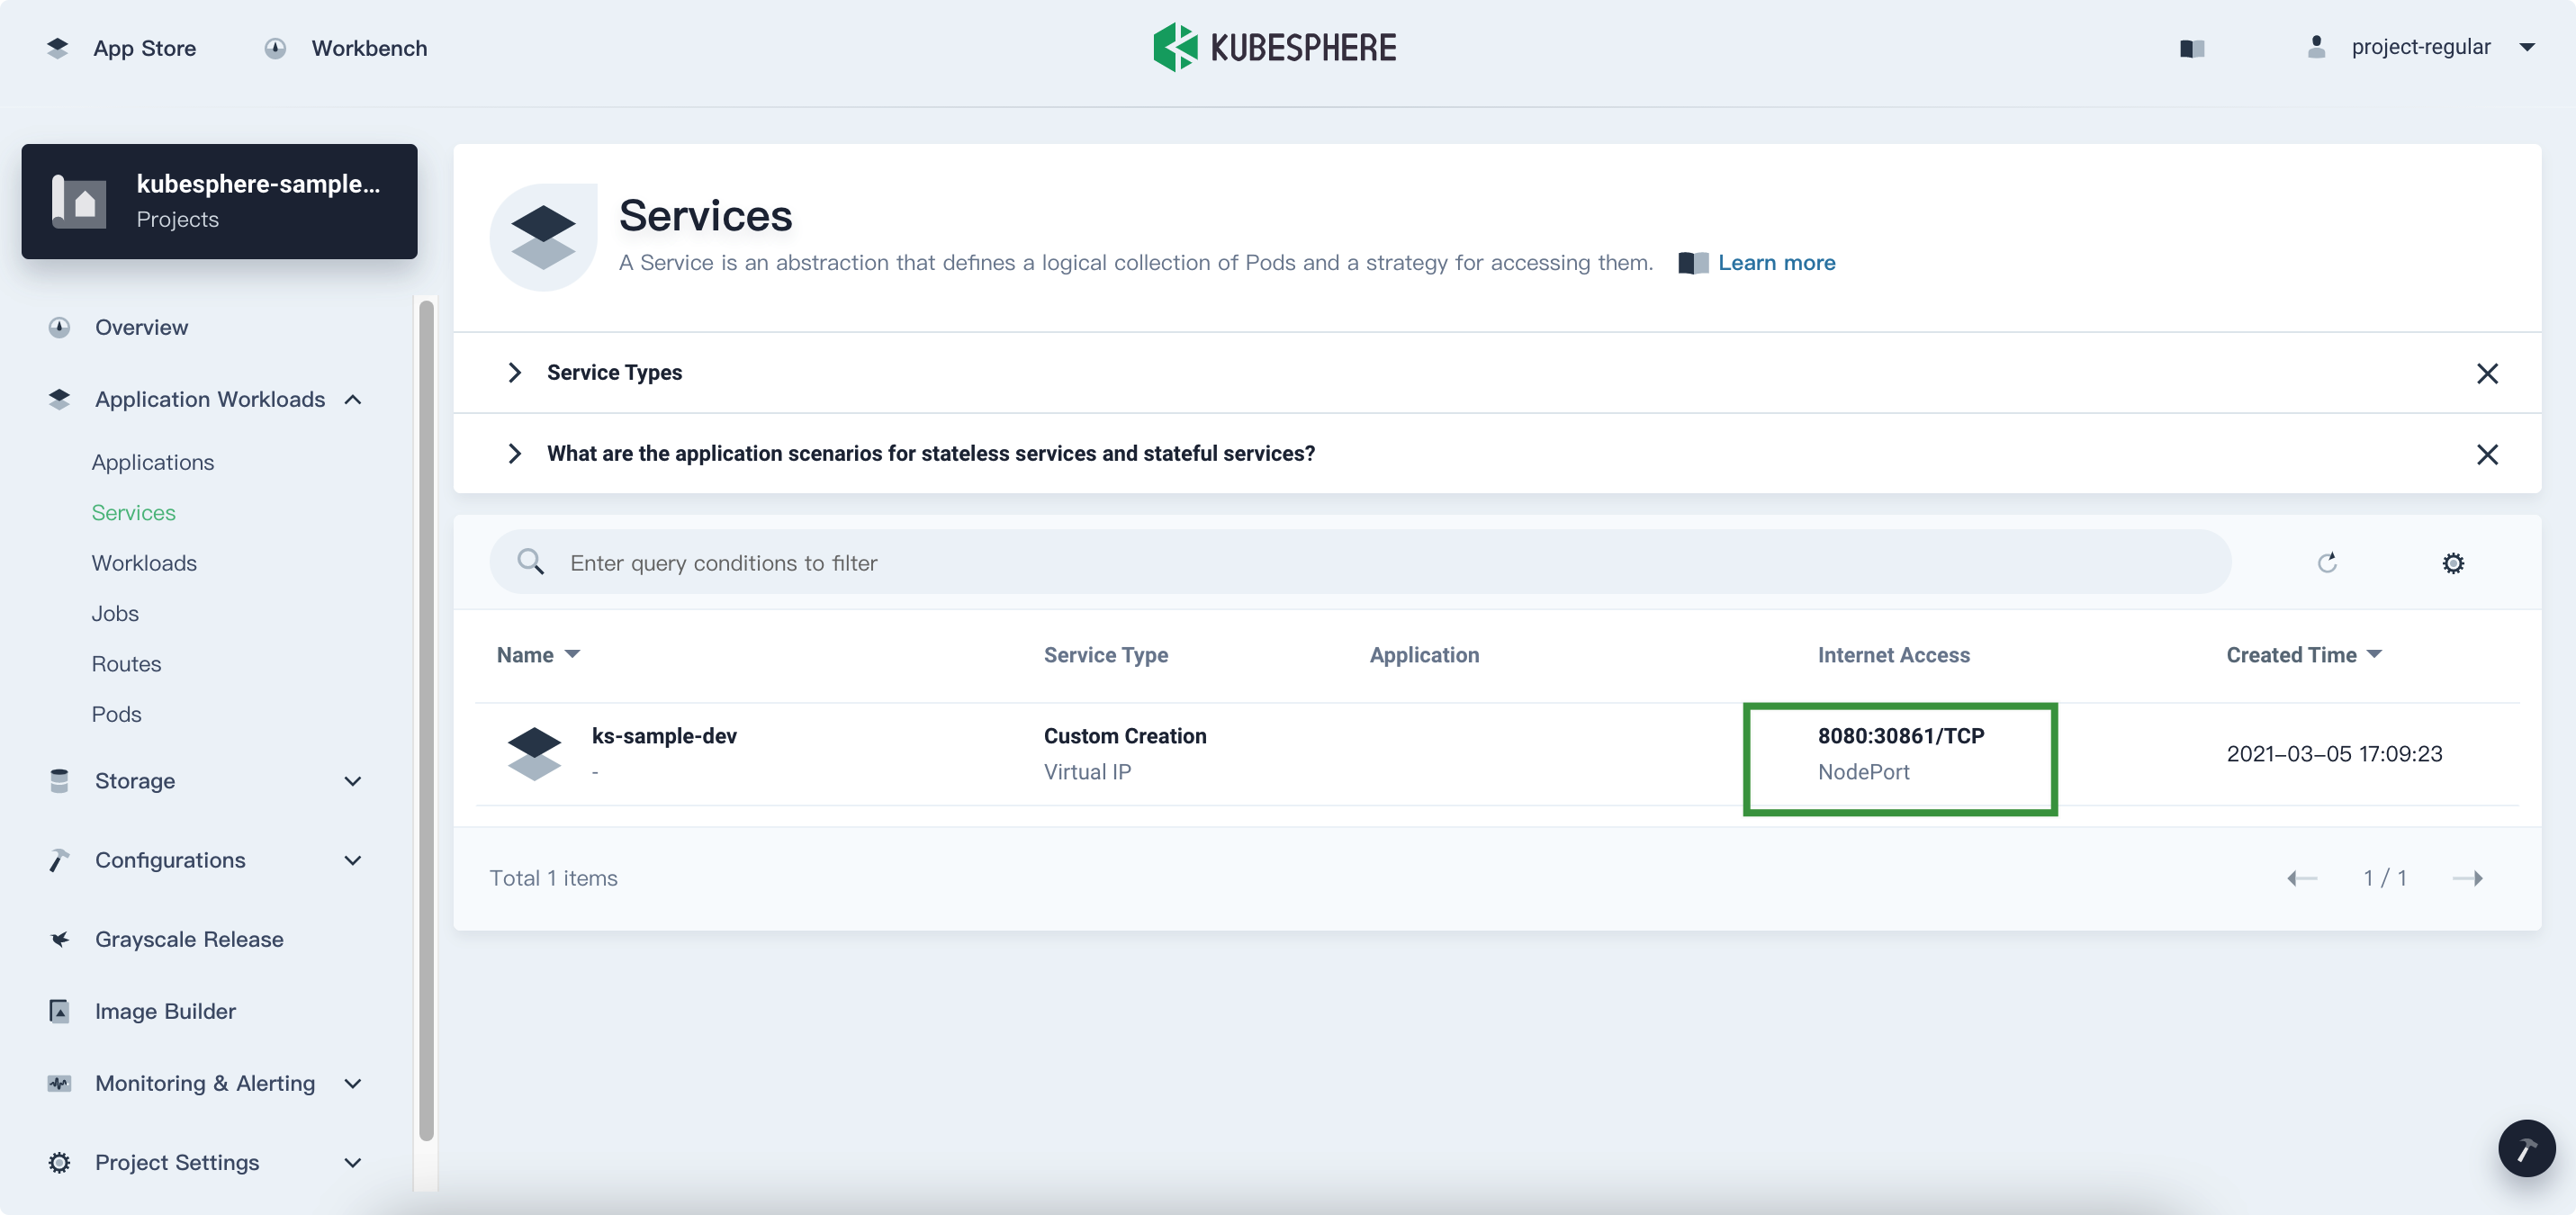 App Store
Workbench
KUBESPHERE
project-regular
kubesphere-sample...
Projects
Overview
Application Workloads
Applications
Services
Workloads
Jobs
Routes
Pods
Storage
Configurations
Grayscale Release
Image Builder
Monitoring & Alerting
Project Settings
Services
A Service is an abstraction that defines a logical collection of Pods and a strategy for accessing them.
Learn more
Service Types
What are the application scenarios for stateless services and stateful services?
Enter query conditions to filter
Name
Service Type
Application
Internet Access
Created Time
ks-sample-dev
-
Custom Creation
Virtual IP
8080:30861/TCP
NodePort
2021-03-05 17:09:23
Total 1 items
1 / 1